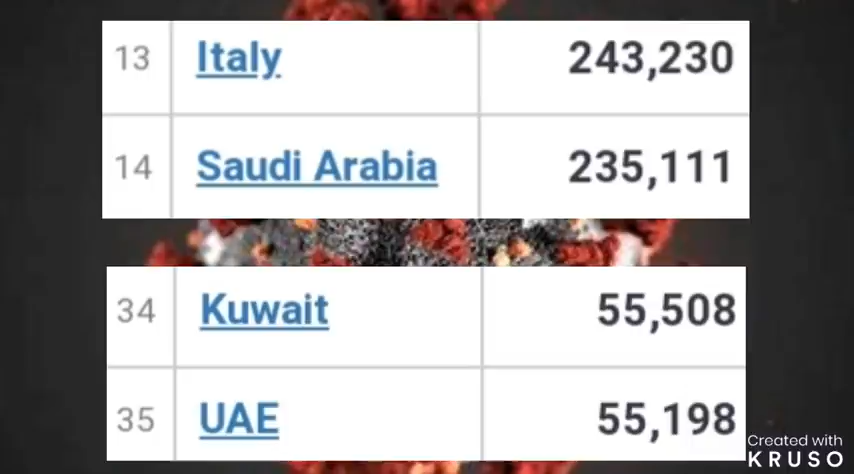 13 Italy 243,230
14 Saudi Arabia 235,111
34 Kuwait 55,508
35 UAE 55,198
Created with
KRUSO